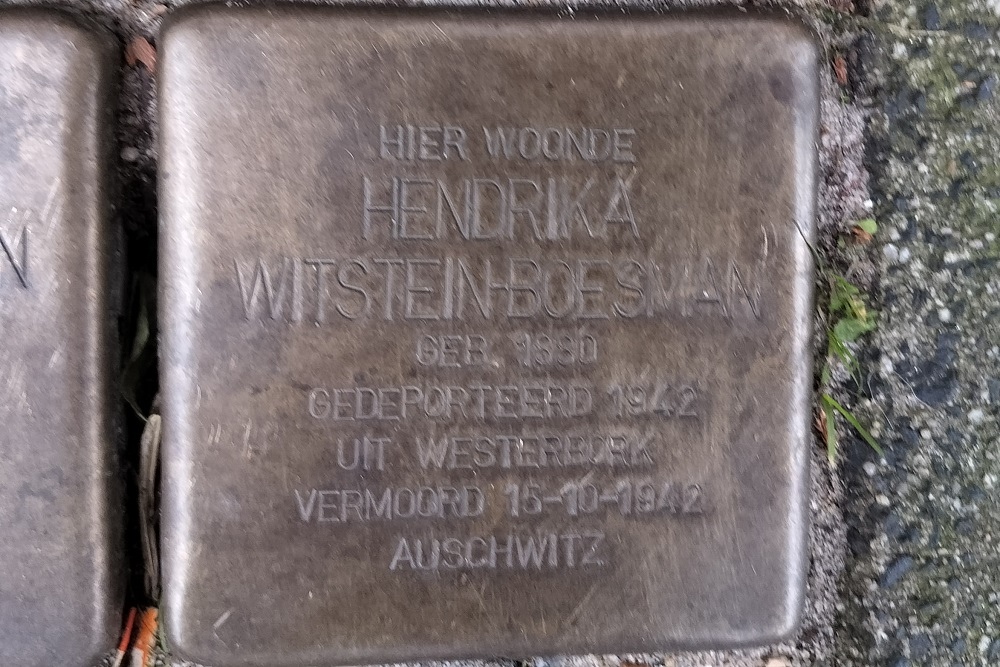 HIER WOONDE
HENDRIKA
WITSTEIN-BOESMAN
GEB. 1880
GEDEPORTEERD 1942
UIT WESTERBORK
VERMOORD 15-10-1942
AUSCHWITZ
N